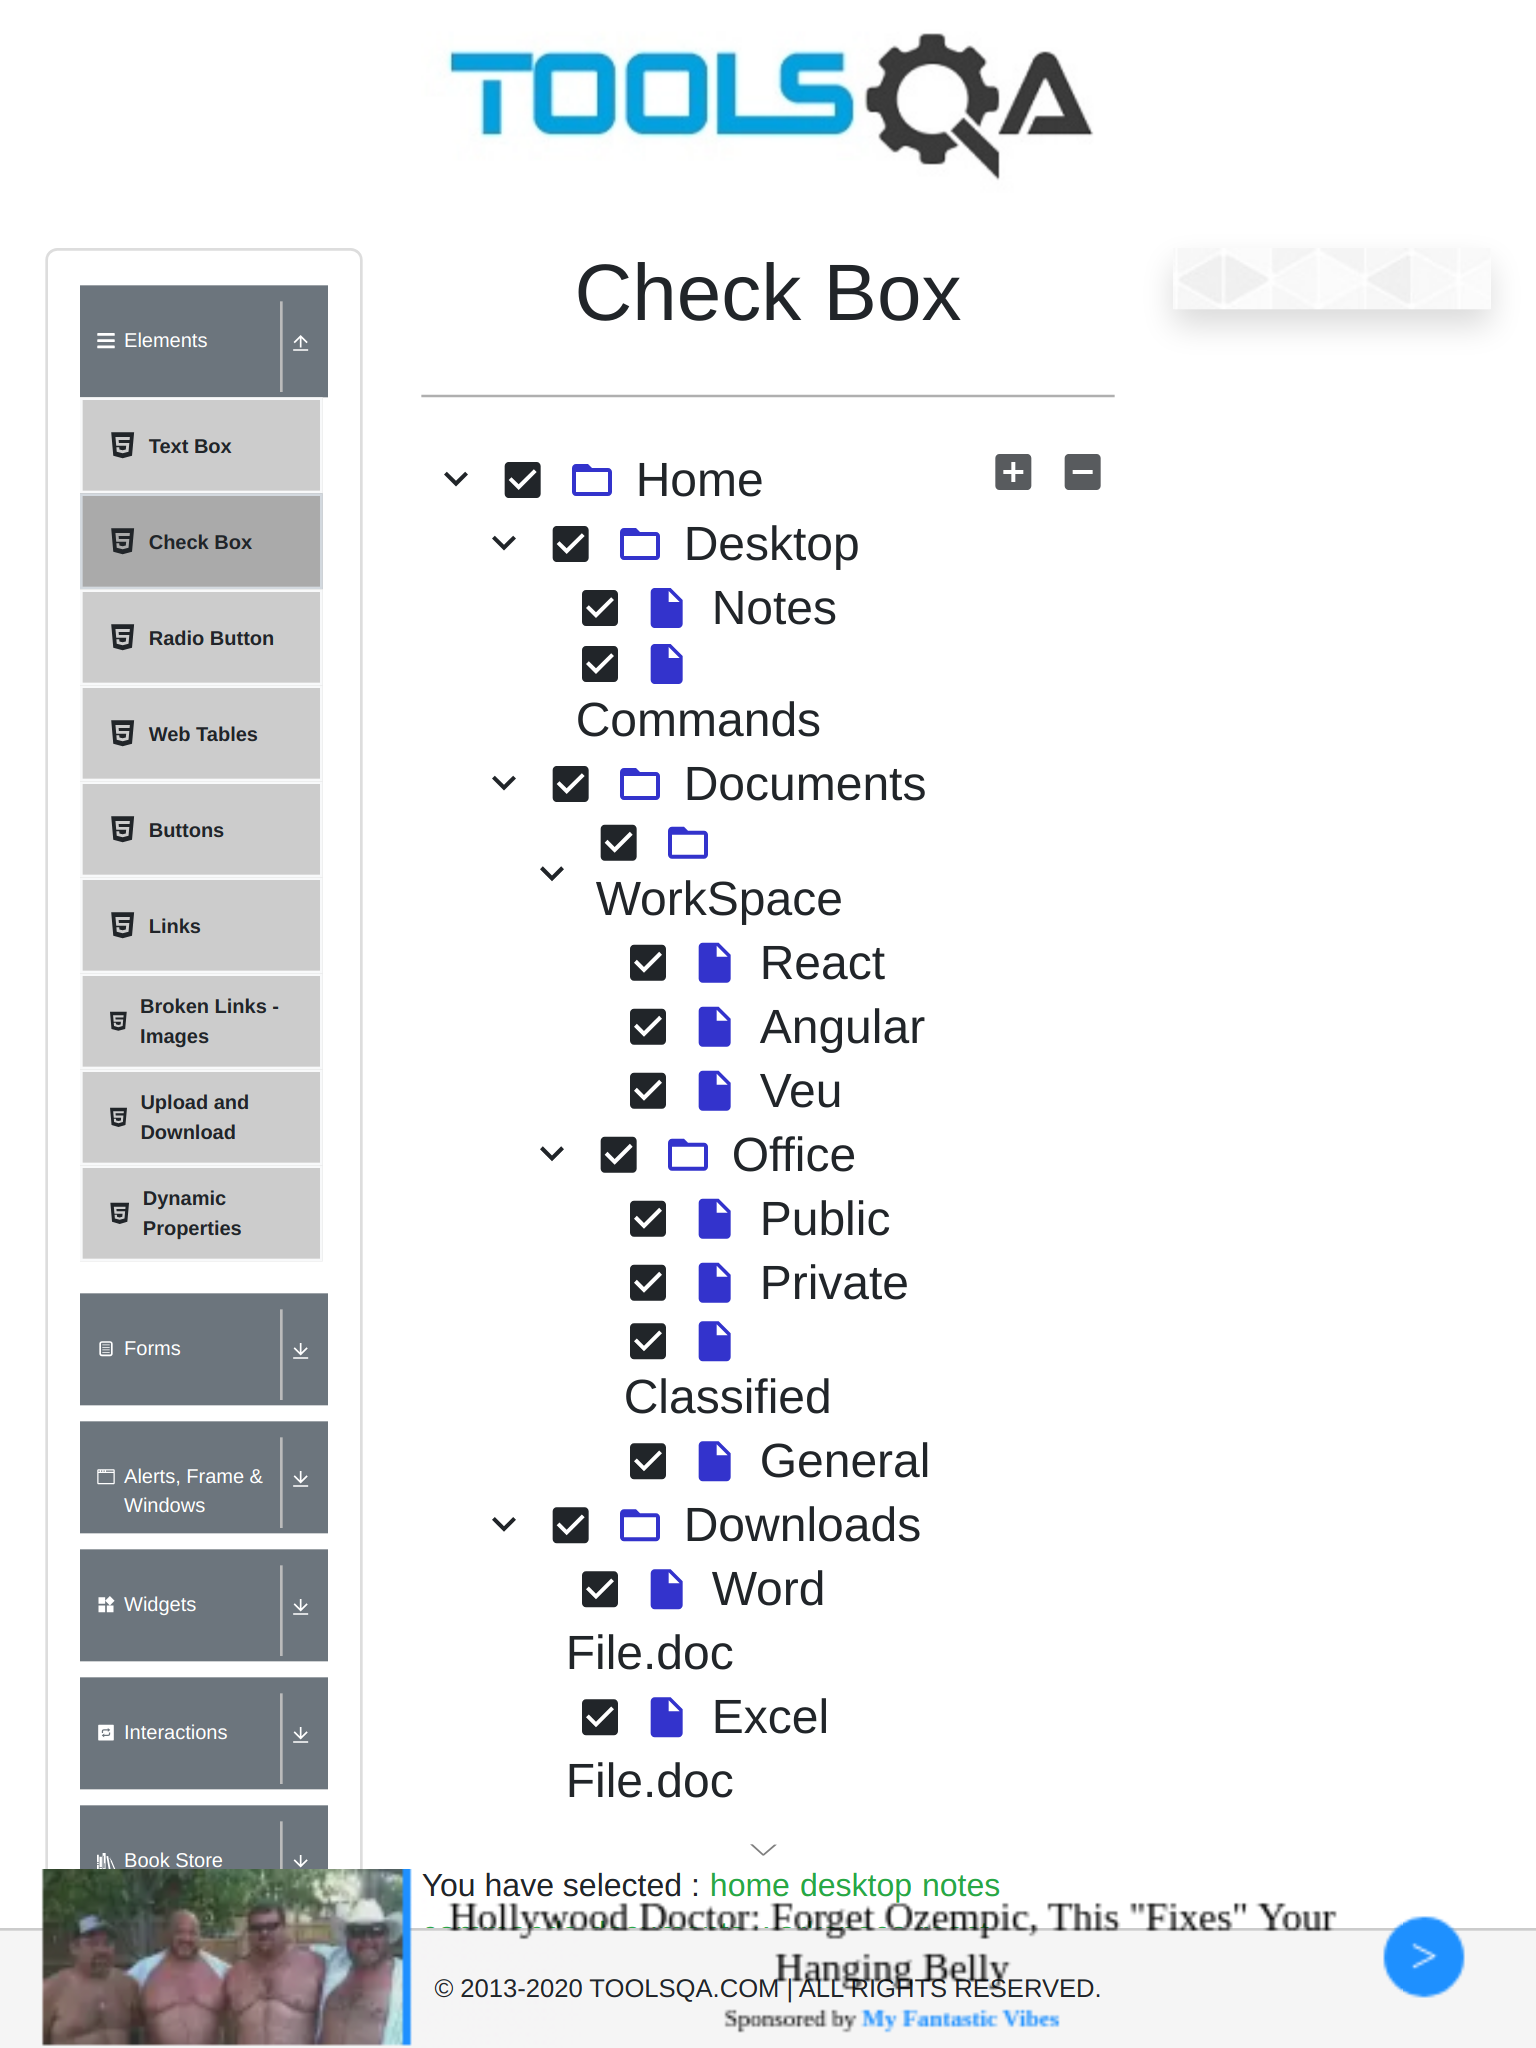 TOOLSQA
Check Box
Elements
Text Box
Check Box
Radio Button
Web Tables
Buttons
Links
Broken Links -
Images
Upload and
Download
Dynamic
Properties
Forms
Alerts, Frame &
Windows
Widgets
Interactions
Book Store
Home
Desktop
Notes
Commands
Documents
WorkSpace
React
Angular
Veu
Office
Public
Private
Classified
General
Downloads
Word
File.doc
Excel
File.doc
You have selected : home desktop notes
Hollywood Doctor: Forget Ozempic, This "Fixes" Your
Hanging Belly
© 2013-2020 TOOLSQA.COM | ALL RIGHTS RESERVED.
Sponsored by My Fantastic Vibes